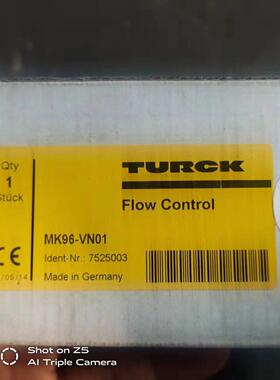 Qty
1
Stück
TURCK
Flow Control
MK96-VN01
Ident-Nr.: 7525003
Made in Germany
CE
Shot on Z5
AI Triple Camera